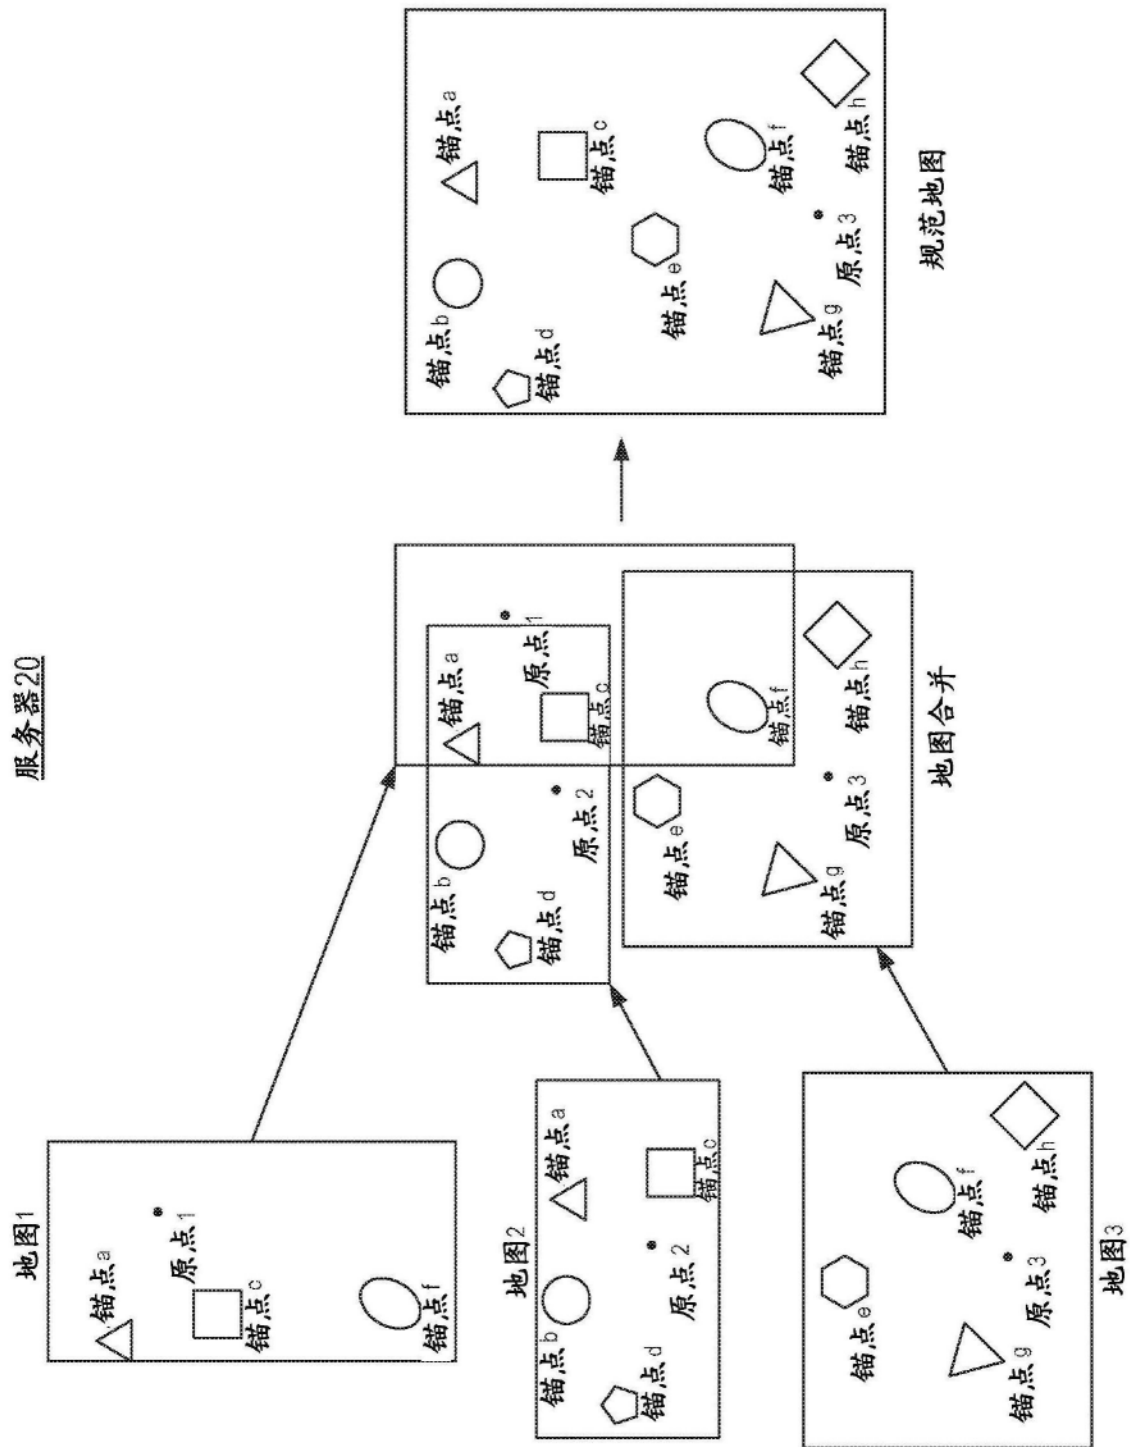 服务器20
地图1
锚点a
原点1
锚点c
锚点f
地图2
锚点a
锚点b
锚点c
原点2
锚点d
锚点e
锚点f
锚点h
原点3
锚点g
地图3
锚点a
原点1
锚点b
锚点c
原点2
锚点d
锚点e
锚点f
锚点h
原点3
锚点g
地图合并
锚点a
锚点b
锚点c
锚点d
锚点e
锚点f
锚点h
原点3
锚点g
规范地图